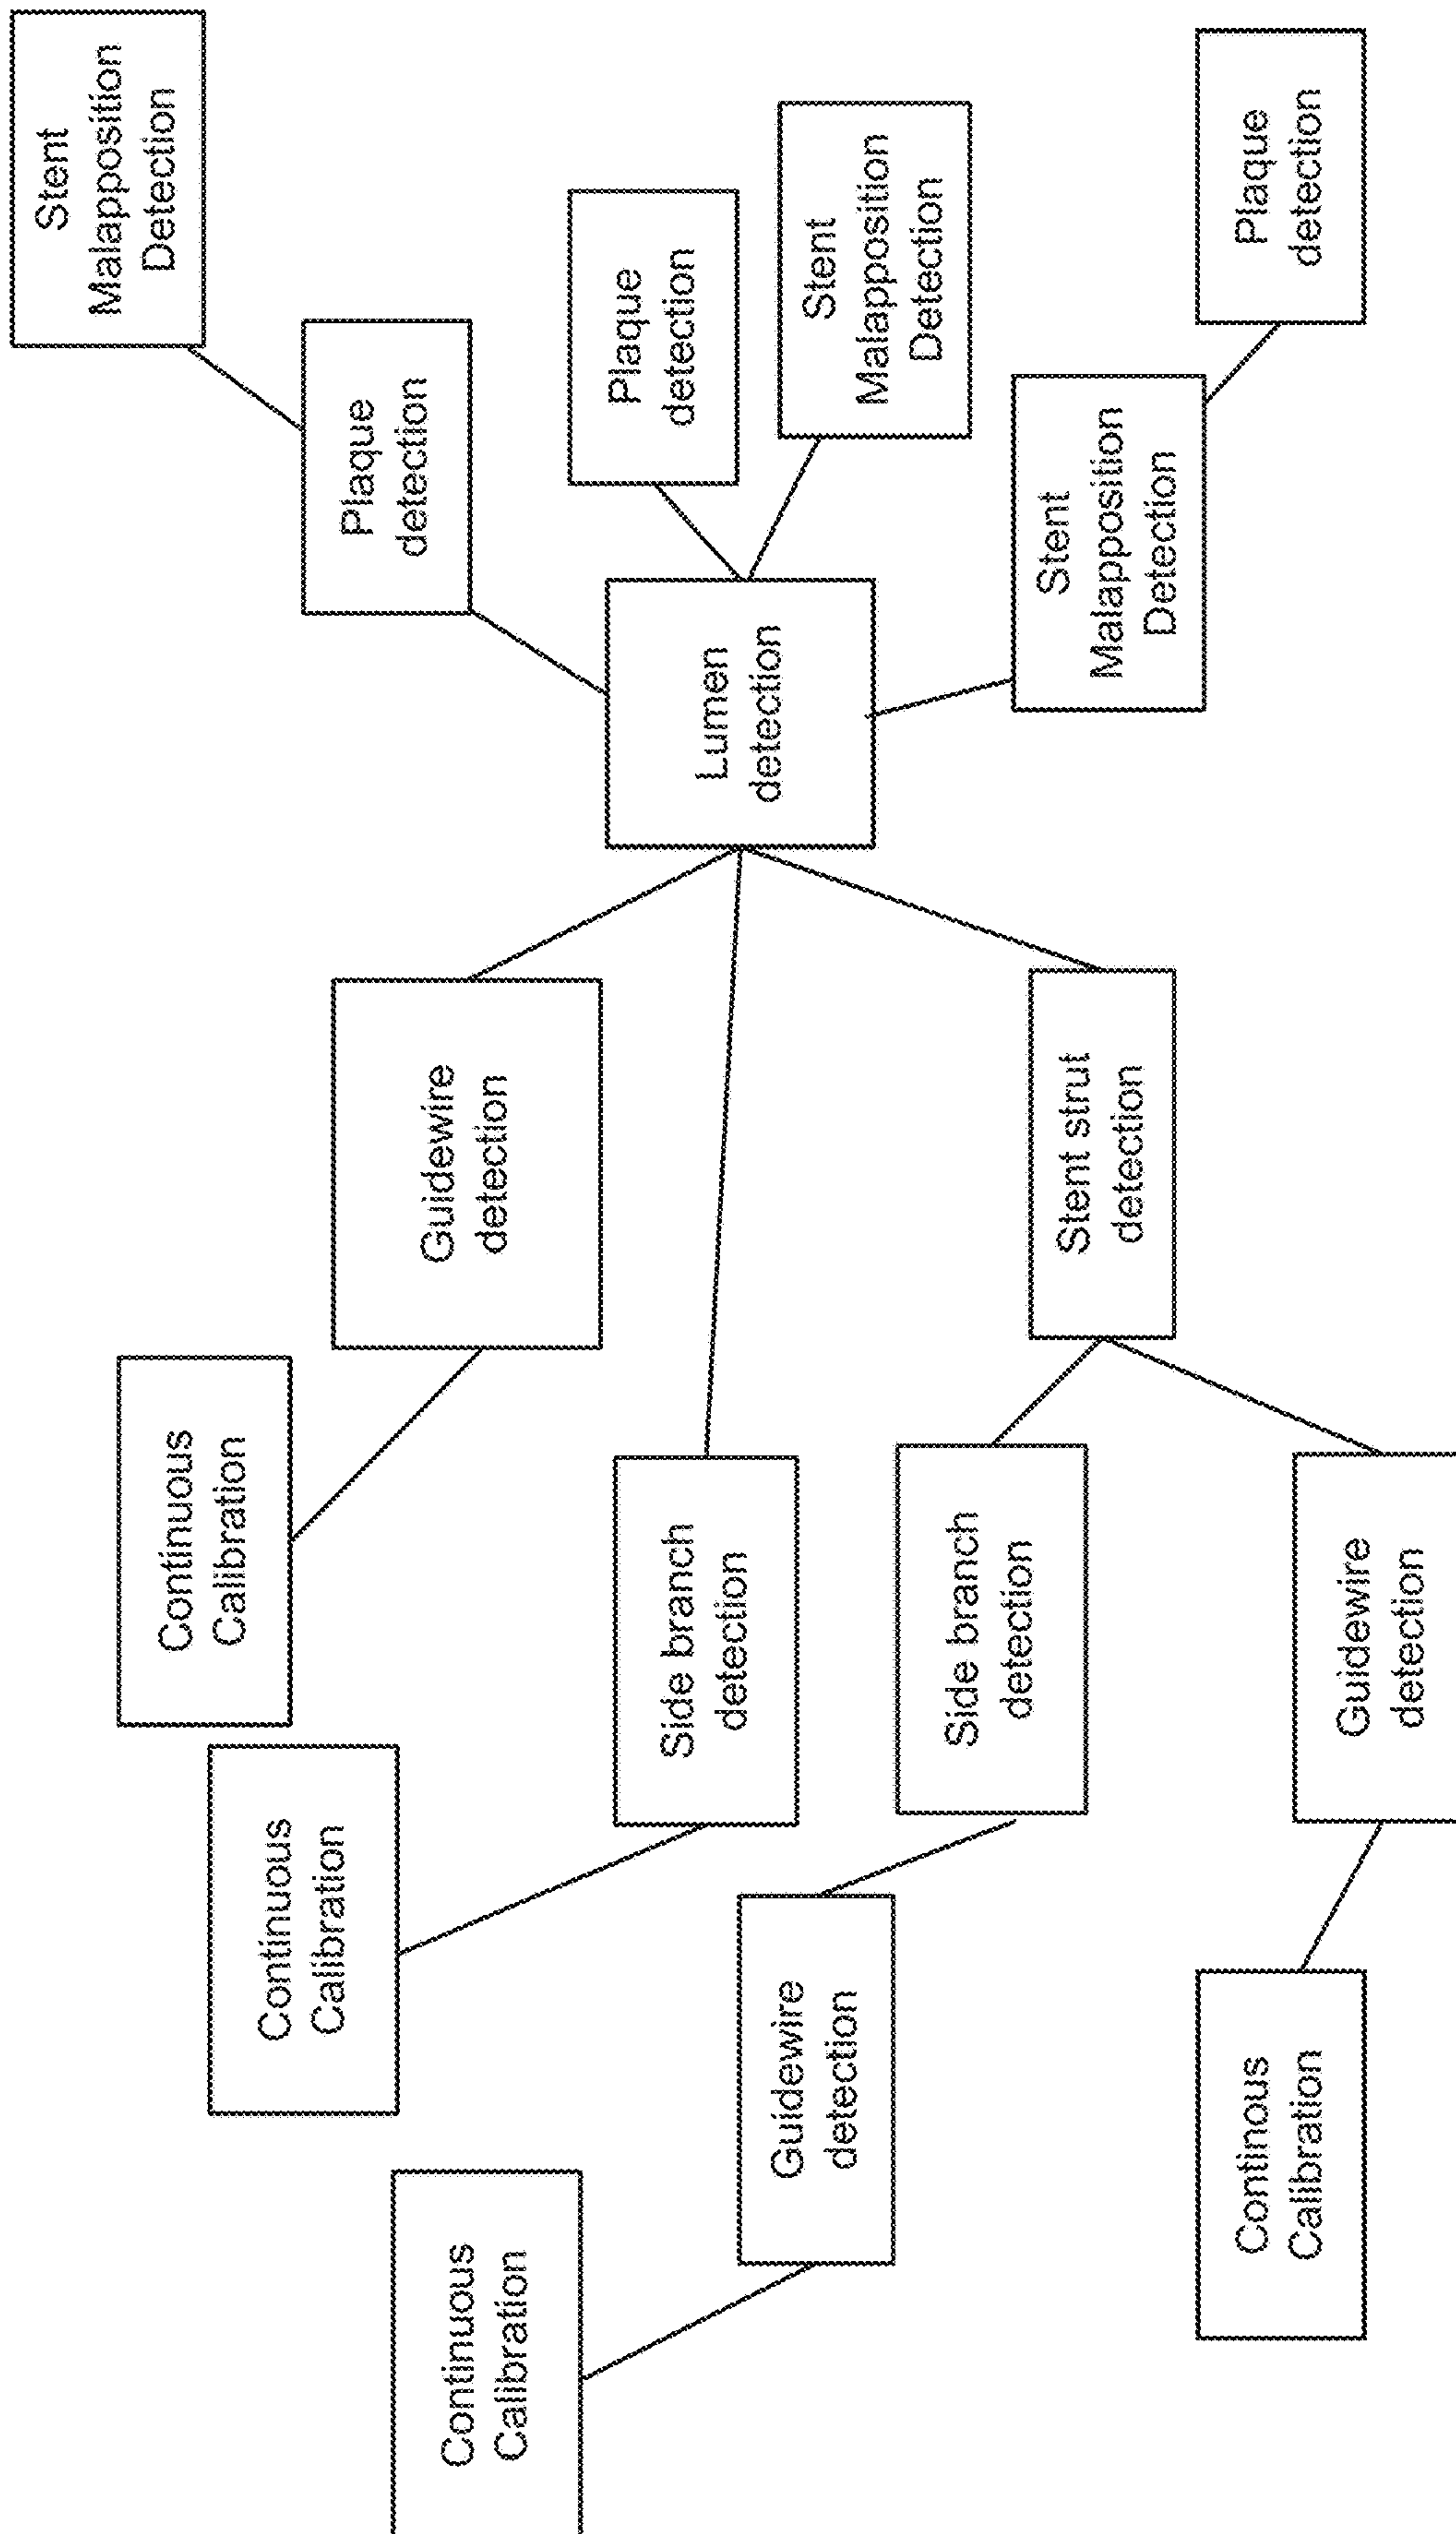 Stent
Malapposition
Detection
Continuous
Calibration
Continuous
Calibration
Plaque
detection
Guidewire
detection
Continuous
Calibration
Plaque
detection
Lumen
detection
Side branch
detection
Guidewire
detection
Stent
Malapposition
Detection
Side branch
detection
Stent
Malapposition
Detection
Stent strut
detection
Continous
Calibration
Plaque
detection
Guidewire
detection